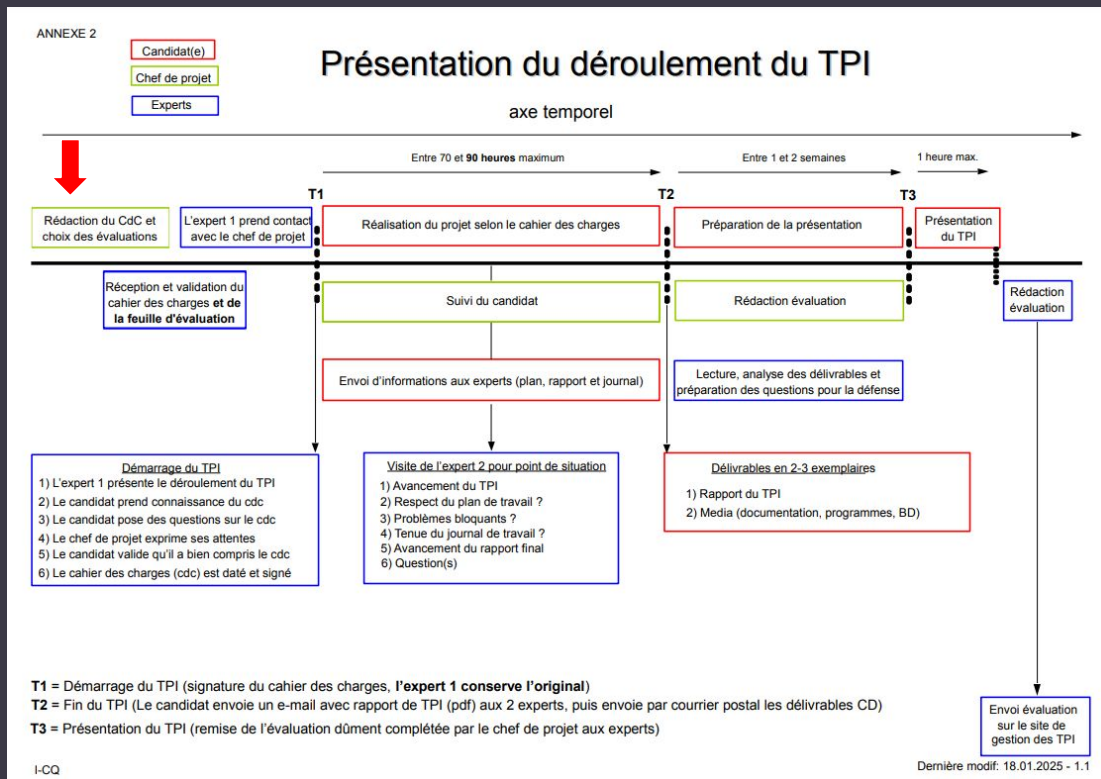 ANNEXE 2
Candidat(e)
Chef de projet
Experts
Présentation du déroulement du TPI
axe temporel
Entre 70 et 90 heures maximum
Entre 1 et 2 semaines
1 heure max.
T1
T2
T3
Rédaction du CdC et
choix des évaluations
L'expert 1 prend contact
avec le chef de projet
Réalisation du projet selon le cahier des charges
Préparation de la présentation
Présentation
du TPI
Réception et validation du
cahier des charges et de
la feuille d'évaluation
Suivi du candidat
Rédaction évaluation
Rédaction
évaluation
Envoi d'informations aux experts (plan, rapport et journal)
Lecture, analyse des délivrables et
préparation des questions pour la défense
Démarrage du TPI
1) L'expert 1 présente le déroulement du TPI
2) Le candidat prend connaissance du cdc
3) Le candidat pose des questions sur le cdc
4) Le chef de projet exprime ses attentes
5) Le candidat valide qu'il a bien compris le cdc
6) Le cahier des charges (cdc) est daté et signé
Visite de l'expert 2 pour point de situation
1) Avancement du TPI
2) Respect du plan de travail ?
3) Problèmes bloquants ?
4) Tenue du journal de travail ?
5) Avancement du rapport final
6) Question(s)
Délivrables en 2-3 exemplaires
1) Rapport du TPI
2) Media (documentation, programmes, BD)
T1 = Démarrage du TPI (signature du cahier des charges, l'expert 1 conserve l'original)
T2 = Fin du TPI (Le candidat envoie un e-mail avec rapport de TPI (pdf) aux 2 experts, puis envoie par courrier postal les délivrables CD)
T3 = Présentation du TPI (remise de l'évaluation dûment complétée par le chef de projet aux experts)
Envoi évaluation
sur le site de
gestion des TPI
I-CQ
Dernière modif: 18.01.2025 - 1.1